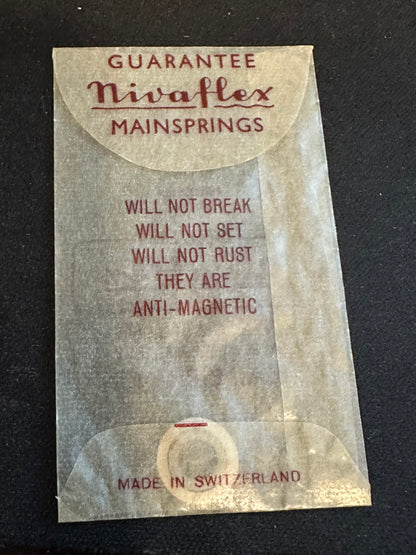 GUARANTEE
Nivaflex
MAINSPRINGS
WILL NOT BREAK
WILL NOT SET
WILL NOT RUST
THEY ARE
ANTI-MAGNETIC
MADE IN SWITZERLAND